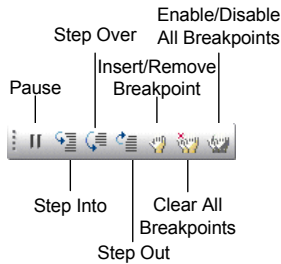 Enable/Disable
All Breakpoints
Step Over
Insert/Remove
Breakpoint
Pause
Step Into
Clear All
Breakpoints
Step Out